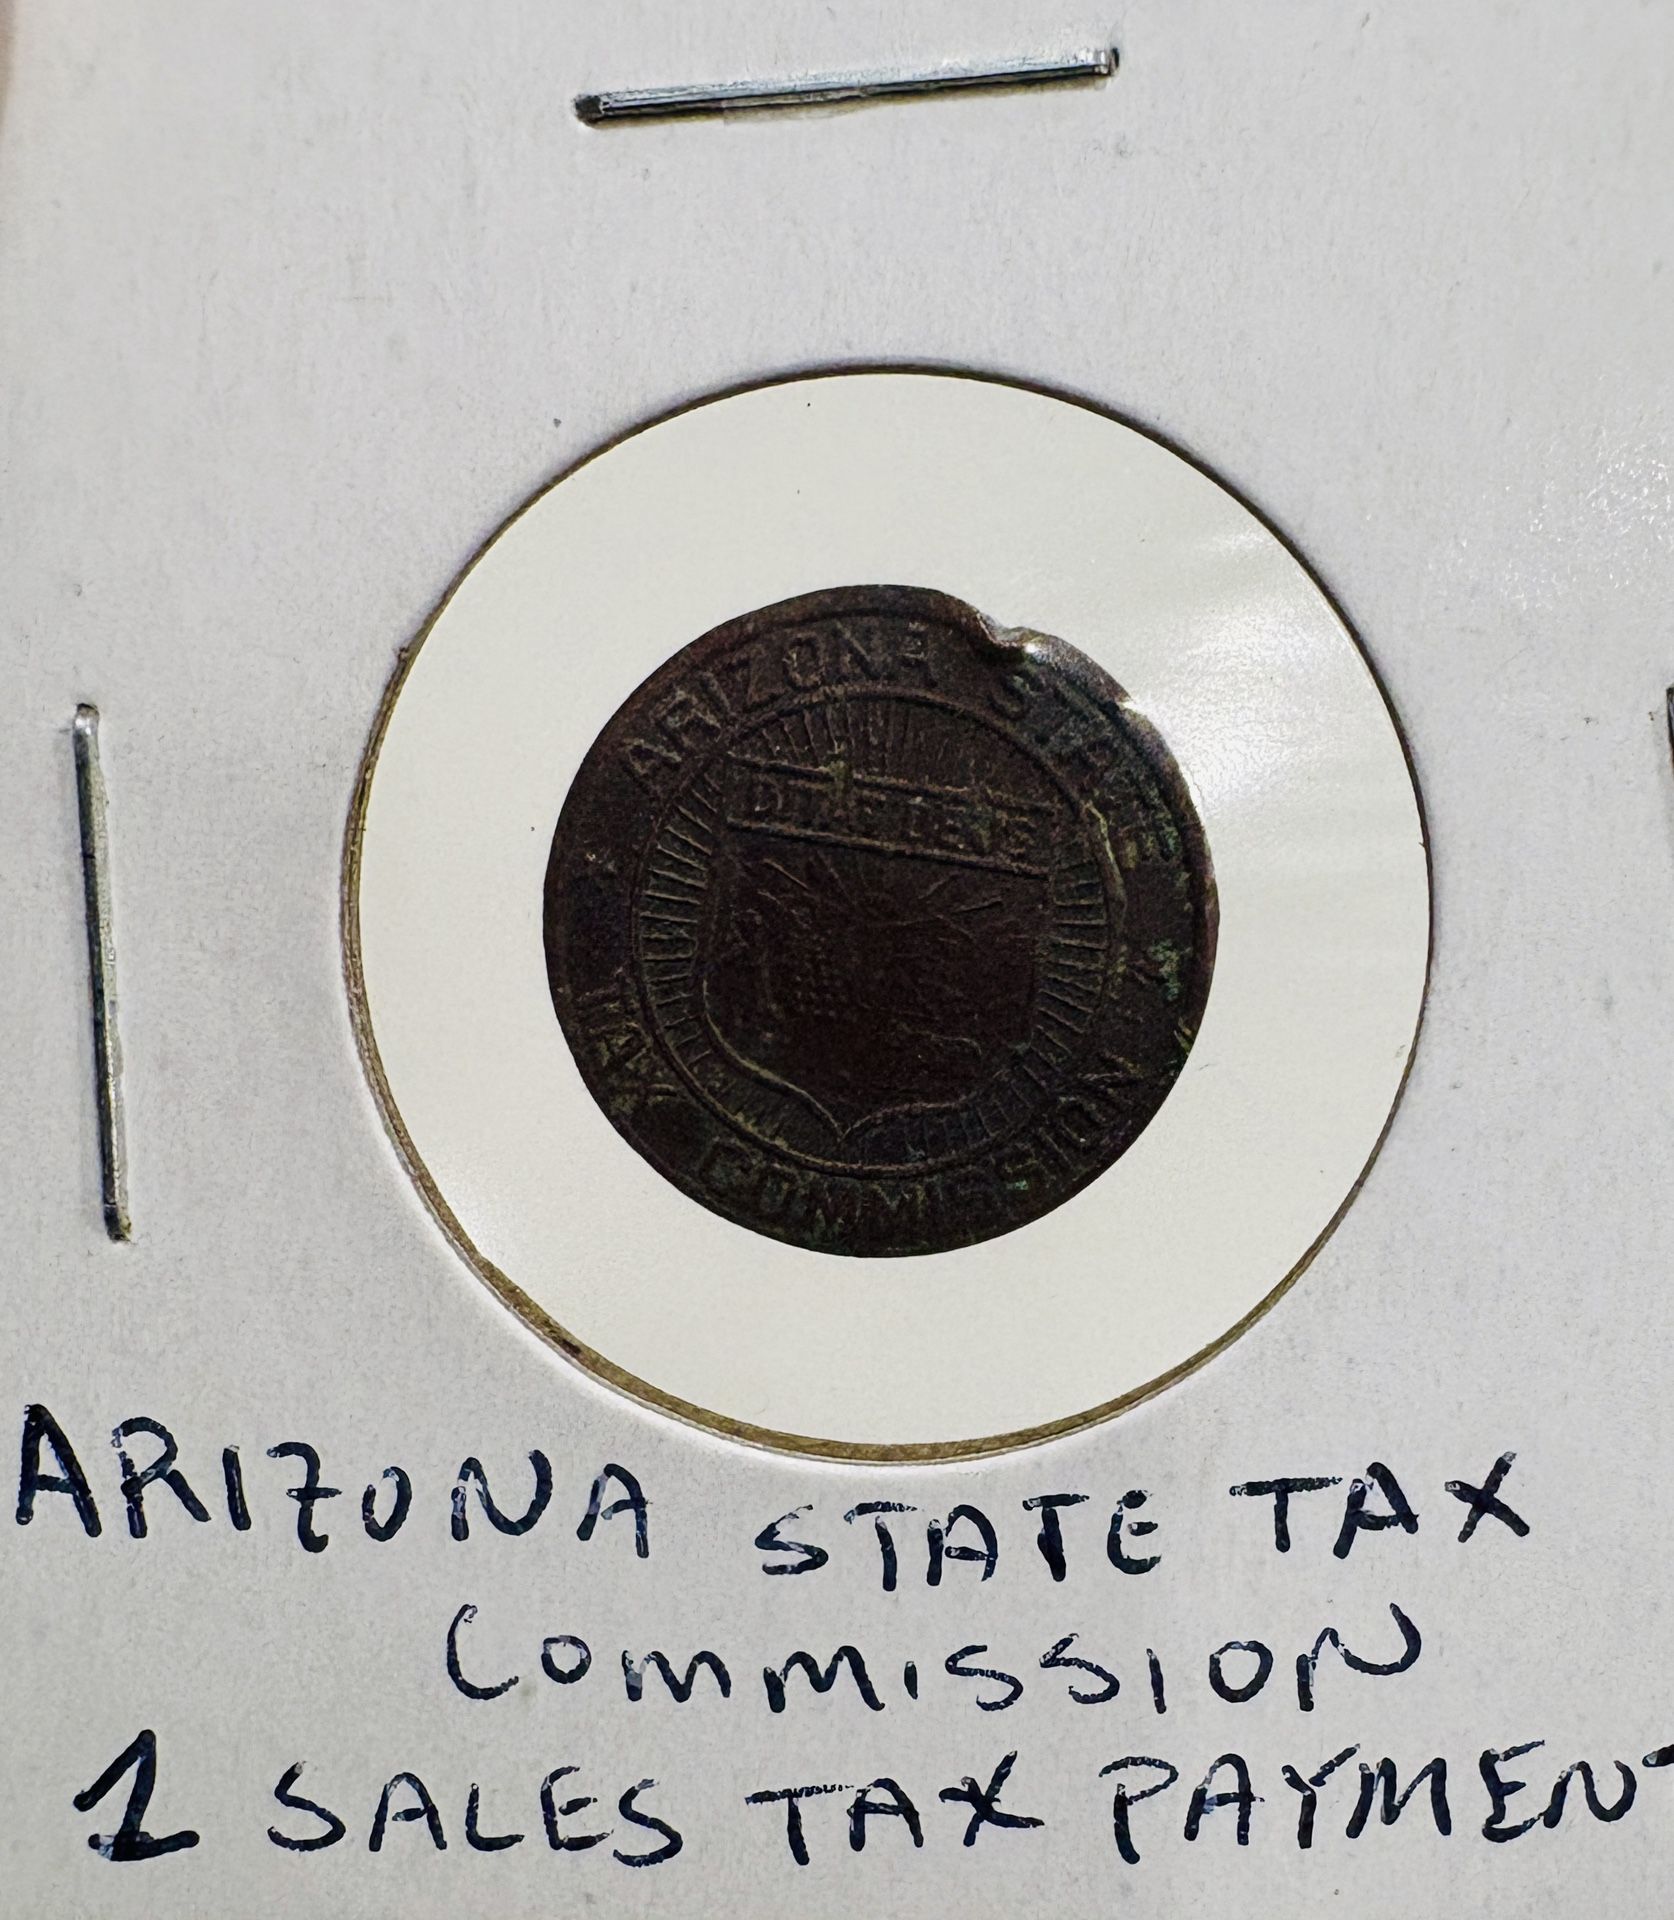 ARIZONA STATE
DITAT DEUS
TAX COMMISSION
ARIZONA STATE TAX
COMMISSION
1 SALES TAX PAYMENT